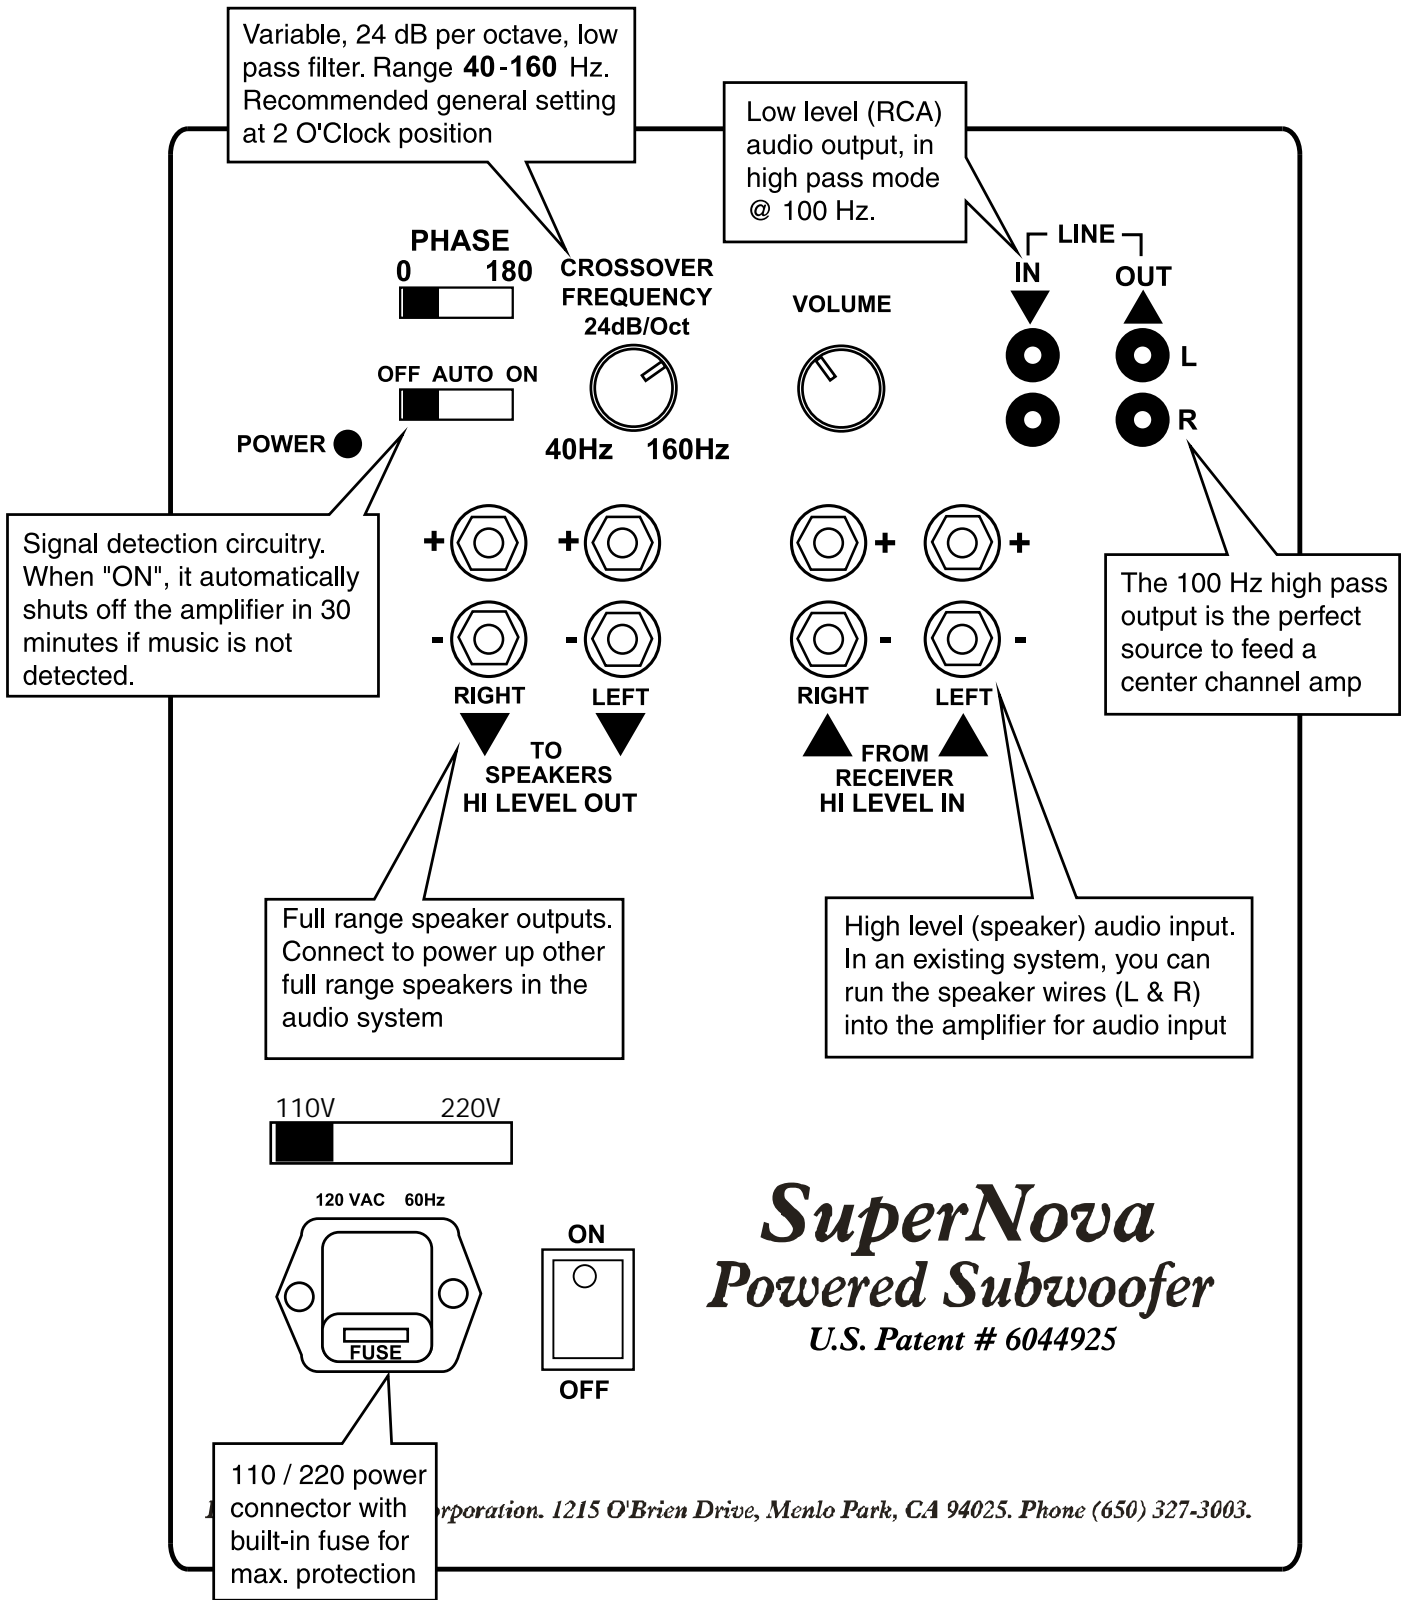 Variable, 24 dB per octave, low
pass filter. Range 40-160 Hz.
Recommended general setting
at 2 O'Clock position
Low level (RCA)
audio output, in
high pass mode
@ 100 Hz.
PHASE
0 180
CROSSOVER
FREQUENCY
24dB/Oct
40Hz 160Hz
VOLUME
LINE
IN
OUT
L
R
OFF AUTO ON
POWER
Signal detection circuitry.
When "ON", it automatically
shuts off the amplifier in 30
minutes if music is not
detected.
The 100 Hz high pass
output is the perfect
source to feed a
center channel amp
+ + + +
- - - -
RIGHT LEFT
TO
SPEAKERS
HI LEVEL OUT
RIGHT LEFT
FROM
RECEIVER
HI LEVEL IN
Full range speaker outputs.
Connect to power up other
full range speakers in the
audio system
High level (speaker) audio input.
In an existing system, you can
run the speaker wires (L & R)
into the amplifier for audio input
110V 220V
120 VAC 60Hz
FUSE
ON
OFF
SuperNova
Powered Subwoofer
U.S. Patent # 6044925
110 / 220 power
connector with
built-in fuse for
max. protection
1215 O'Brien Drive, Menlo Park, CA 94025. Phone (650) 327-3003.